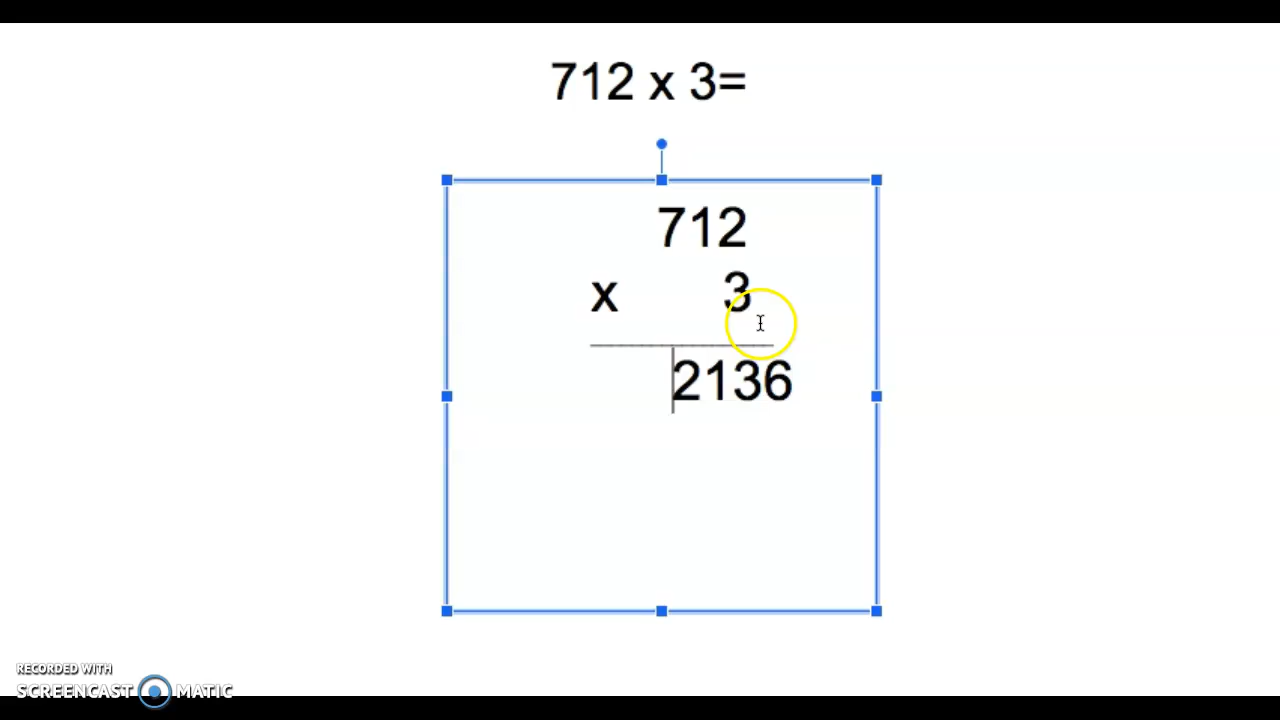 712 x 3=
712
x 3
2136
RECORDED WITH
SCREENCAST MATIC